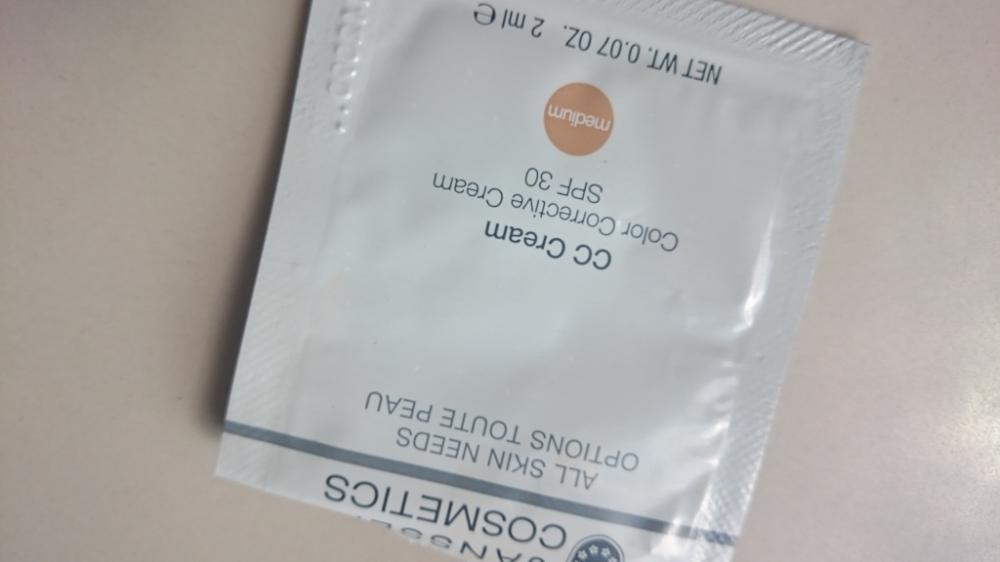 COSMETICS
ALL SKIN NEEDS
OPTIONS TOUTE PEAU
CC Cream
Color Corrective Cream
SPF 30
medium
NET WT. 0.07 OZ. 2 ml e